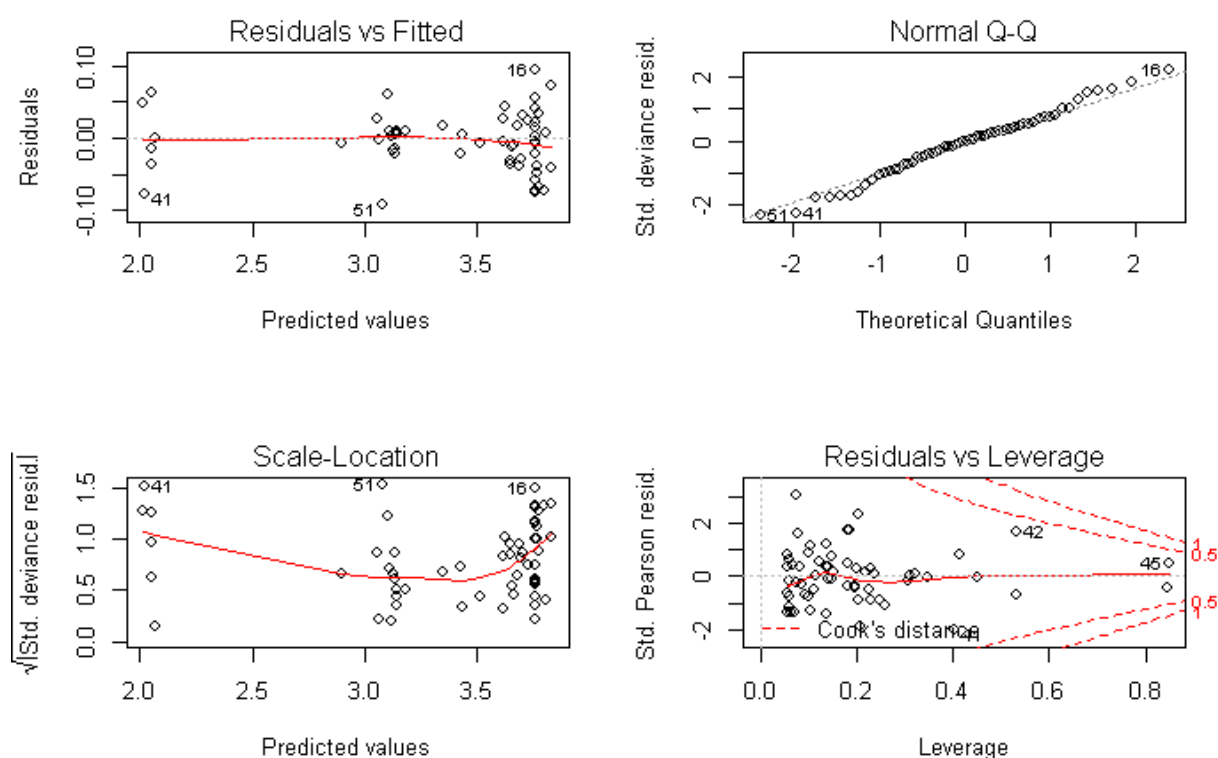 Residuals vs Fitted
Residuals
0.10
0.00
-0.10
16
41
51
2.0 2.5 3.0 3.5
Predicted values
Normal Q-Q
Std. deviance resid.
2
1
0
-2
16
51 41
-2 -1 0 1 2
Theoretical Quantiles
Scale-Location
√|Std. deviance resid.|
1.5
1.0
0.5
0.0
41
51
16
2.0 2.5 3.0 3.5
Predicted values
Residuals vs Leverage
Std. Pearson resid.
2
0
-2
42
45
41
1
0.5
0.5
1
Cook's distance
0.0 0.2 0.4 0.6 0.8
Leverage